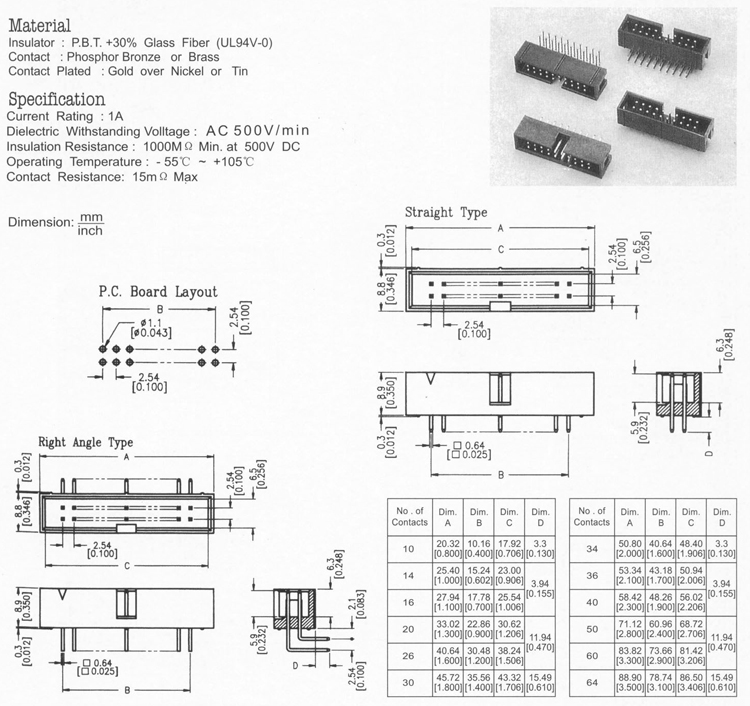 Material
Insulator : P.B.T. +30% Glass Fiber (UL94V-0)
Contact : Phosphor Bronze or Brass
Contact Plated : Gold over Nickel or Tin
Specification
Current Rating : 1A
Dielectric Withstanding Volltage : AC 500V/min
Insulation Resistance : 1000MΩ Min. at 500V DC
Operating Temperature : - 55℃ ~ +105℃
Contact Resistance: 15mΩ Max
Dimension: mm
inch
P.C. Board Layout
B
ø1.1
[ø0.043]
2.54
[0.100]
2.54
[0.100]
Straight Type
A
C
0.3
[0.012]
8.8
[0.346]
2.54
[0.100]
6.5
[0.256]
2.54
[0.100]
8.9
[0.350]
0.3
[0.012]
□ 0.64
[□ 0.025]
B
6.3
[0.248]
5.9
[0.232]
D
Right Angle Type
A
0.3
[0.012]
8.8
[0.346]
2.54
[0.100]
6.5
[0.256]
2.54
[0.100]
C
8.9
[0.350]
0.3
[0.012]
□ 0.64
[□ 0.025]
B
6.3
[0.248]
5.9
[0.232]
2.1
[0.083]
D
2.54
[0.100]
No . of Contacts Dim. A Dim. B Dim. C Dim. D
10 20.32 [0.800] 10.16 [0.400] 17.92 [0.706] 3.3 [0.130]
14 25.40 [1.000] 15.24 [0.602] 23.00 [0.906]
3.94 [0.155]
16 27.94 [1.100] 17.78 [0.700] 25.54 [1.006]
20 33.02 [1.300] 22.86 [0.900] 30.62 [1.206]
11.94 [0.470]
26 40.64 [1.600] 30.48 [1.200] 38.24 [1.506]
30 45.72 [1.800] 35.56 [1.400] 43.32 [1.706] 15.49 [0.610]
No . of Contacts Dim. A Dim. B Dim. C Dim. D
34 50.80 [2.000] 40.64 [1.600] 48.40 [1.906] 3.3 [0.130]
36 53.34 [2.100] 43.18 [1.700] 50.94 [2.006]
3.94 [0.155]
40 58.42 [2.300] 48.26 [1.900] 56.02 [2.206]
50 71.12 [2.800] 60.96 [2.400] 68.72 [2.706]
11.94 [0.470]
60 83.82 [3.300] 73.66 [2.900] 81.42 [3.206]
64 88.90 [3.500] 78.74 [3.100] 86.50 [3.406] 15.49 [0.610]